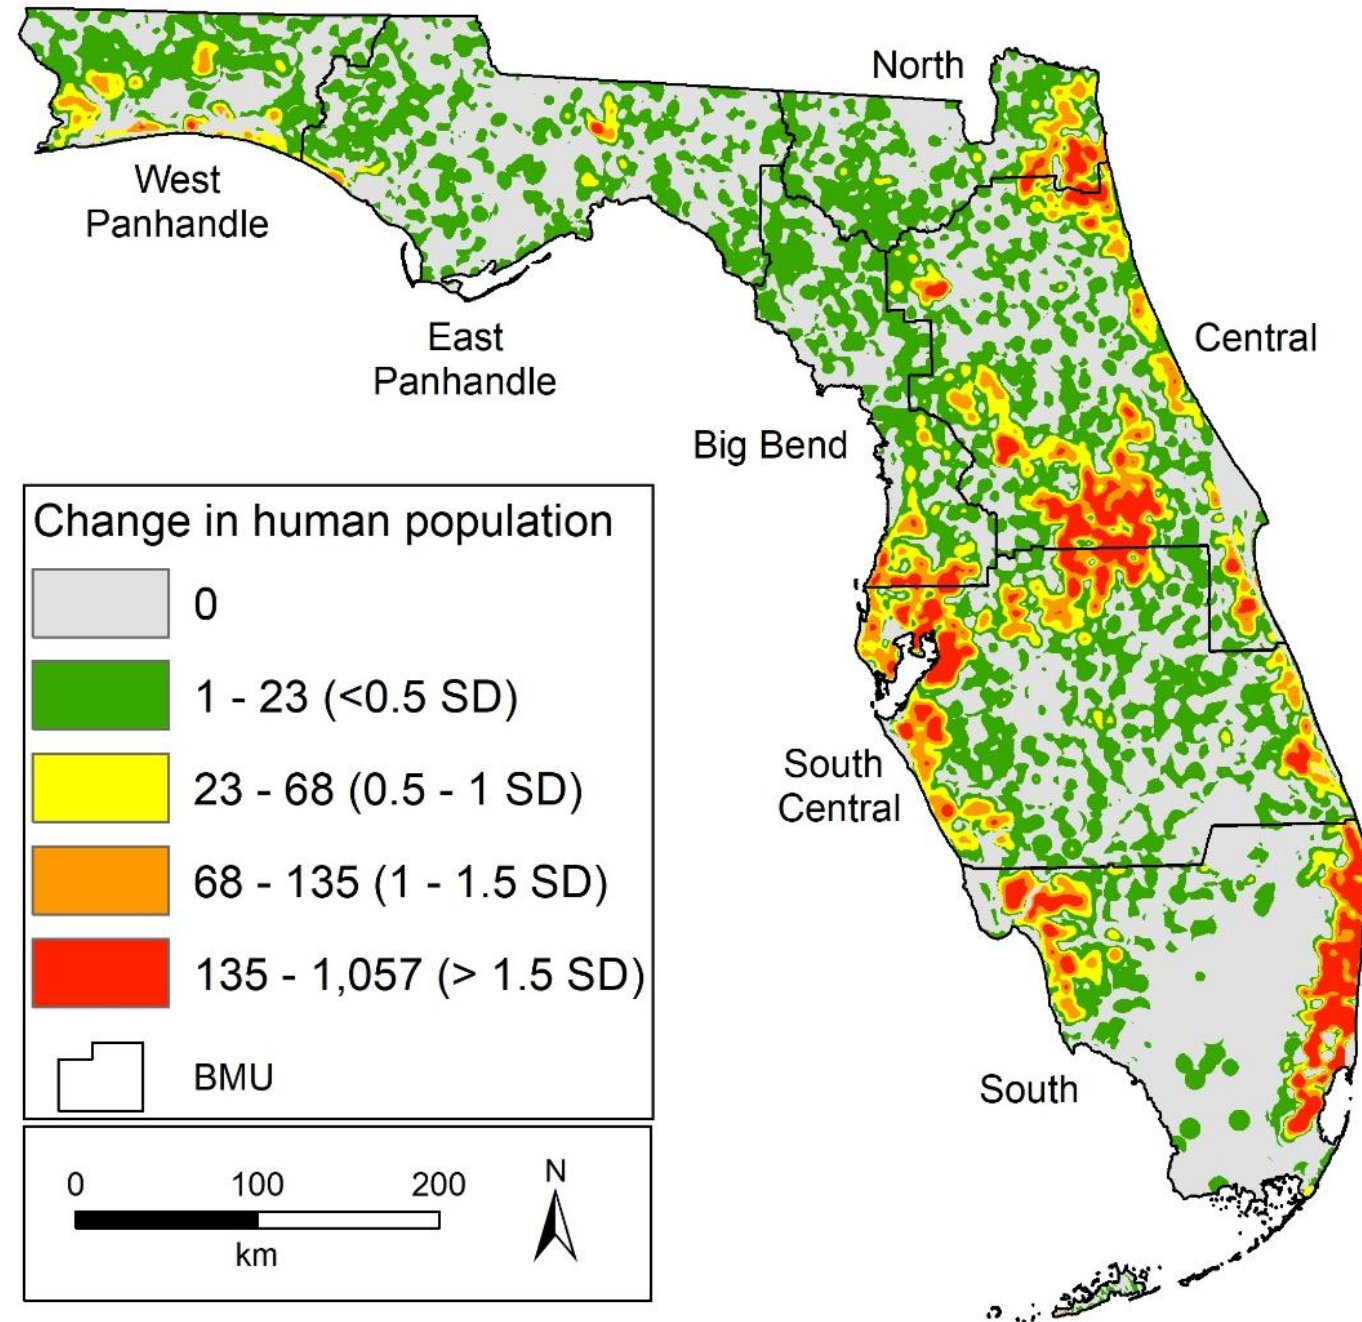 North
West
Panhandle
East
Panhandle
Central
Big Bend
Change in human population
0
1 - 23 (<0.5 SD)
23 - 68 (0.5 - 1 SD)
68 - 135 (1 - 1.5 SD)
135 - 1,057 (> 1.5 SD)
BMU
South
Central
South
0 100 200
km
N